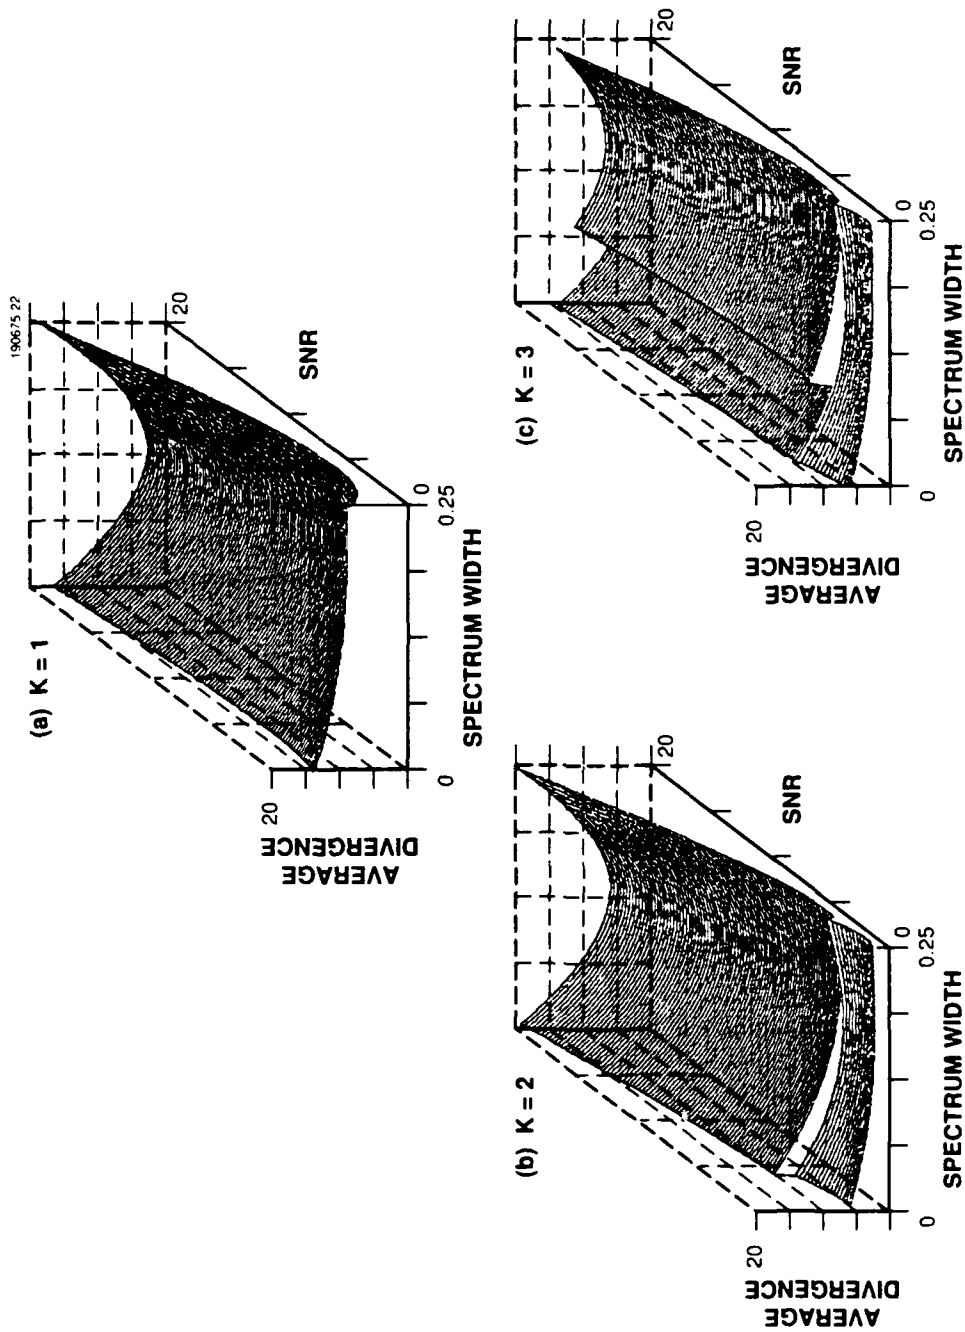 190675 22
(a) K = 1
20
AVERAGE
DIVERGENCE
0
0.25
0
20
SNR
SPECTRUM WIDTH
(b) K = 2
20
AVERAGE
DIVERGENCE
0
0.25
0
20
SNR
SPECTRUM WIDTH
(c) K = 3
20
AVERAGE
DIVERGENCE
0
0.25
0
20
SNR
SPECTRUM WIDTH